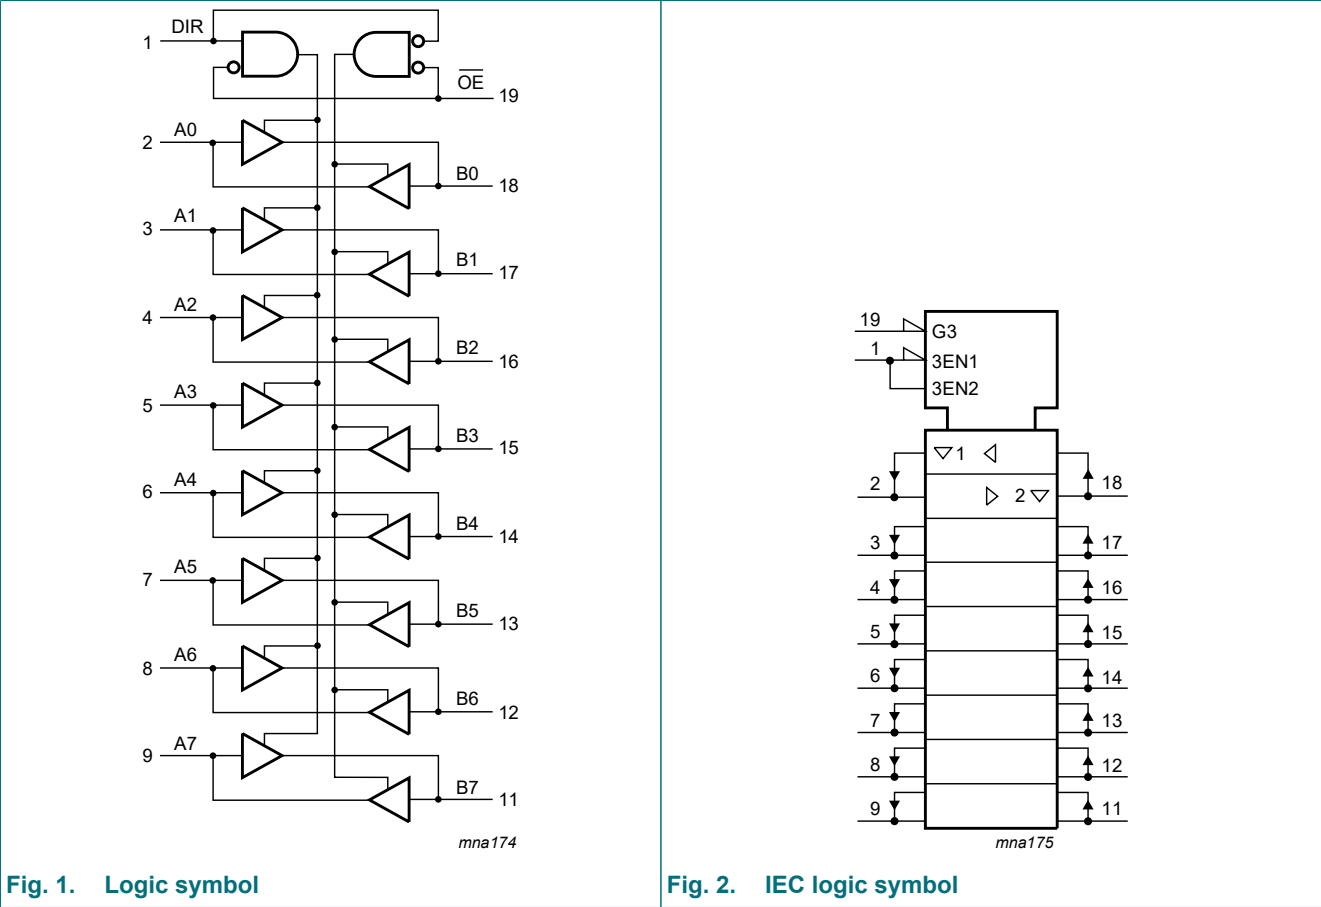 DIR
1
OE
19
A0
2
B0
18
A1
3
B1
17
A2
4
B2
16
A3
5
B3
15
A4
6
B4
14
A5
7
B5
13
A6
8
B6
12
A7
9
B7
11
mna174
Fig. 1. Logic symbol
19
G3
1
3EN1
3EN2
1
2
18
2
3
17
4
16
5
15
6
14
7
13
8
12
9
11
mna175
Fig. 2. IEC logic symbol